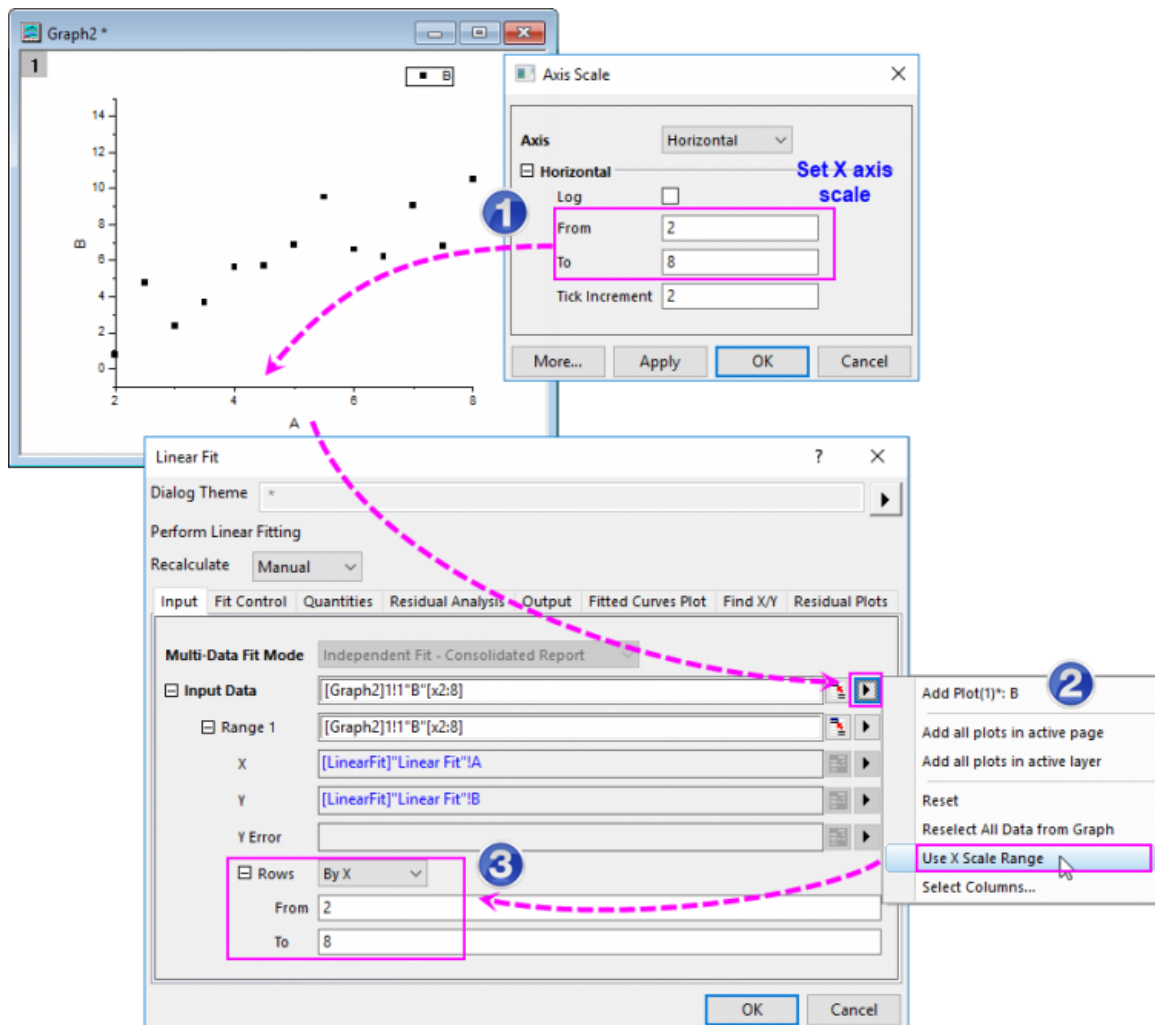 Graph2 *
1
B
14
12
10
8
6
4
2
0
B
2
4
6
8
A
Axis Scale
Axis
Horizontal
Horizontal
Set X axis
scale
Log
1
From
2
To
8
Tick Increment
2
More...
Apply
OK
Cancel
Linear Fit
?
Dialog Theme
*
Perform Linear Fitting
Recalculate
Manual
Input
Fit Control
Quantities
Residual Analysis
Output
Fitted Curves Plot
Find X/Y
Residual Plots
Multi-Data Fit Mode
Independent Fit - Consolidated Report
Input Data
[Graph2]1!1"B"[x2:8]
Range 1
[Graph2]1!1"B"[x2:8]
X
[LinearFit]"Linear Fit"!A
Y
[LinearFit]"Linear Fit"!B
Y Error
Rows
By X
3
From
2
To
8
OK
Cancel
Add Plot(1)*: B
2
Add all plots in active page
Add all plots in active layer
Reset
Reselect All Data from Graph
Use X Scale Range
Select Columns...